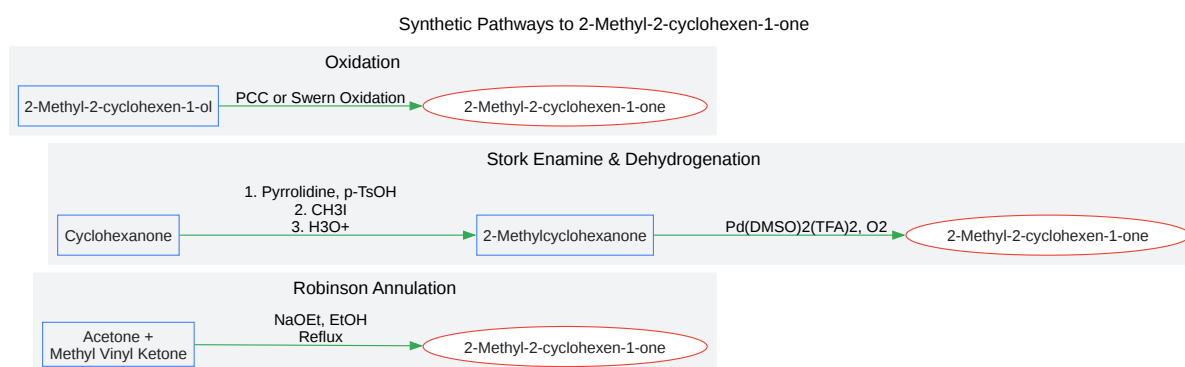 Synthetic Pathways to 2-Methyl-2-cyclohexen-1-one
Oxidation
2-Methyl-2-cyclohexen-1-ol
PCC or Swern Oxidation
2-Methyl-2-cyclohexen-1-one
Stork Enamine & Dehydrogenation
Cyclohexanone
1. Pyrrolidine, p-TsOH
2. CH3I
3. H3O+
2-Methylcyclohexanone
Pd(DMSO)2(TFA)2, O2
2-Methyl-2-cyclohexen-1-one
Robinson Annulation
Acetone +
Methyl Vinyl Ketone
NaOEt, EtOH
Reflux
2-Methyl-2-cyclohexen-1-one